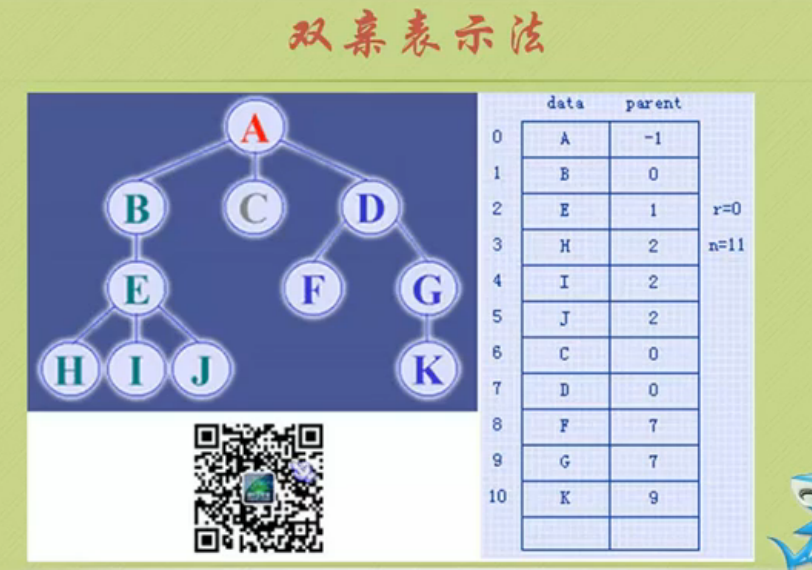 双亲表示法
A
B C D
E F G
H I J K
data parent
0 A -1
1 B 0
2 E 1 r=0
3 H 2 n=11
4 I 2
5 J 2
6 C 0
7 D 0
8 F 7
9 G 7
10 K 9